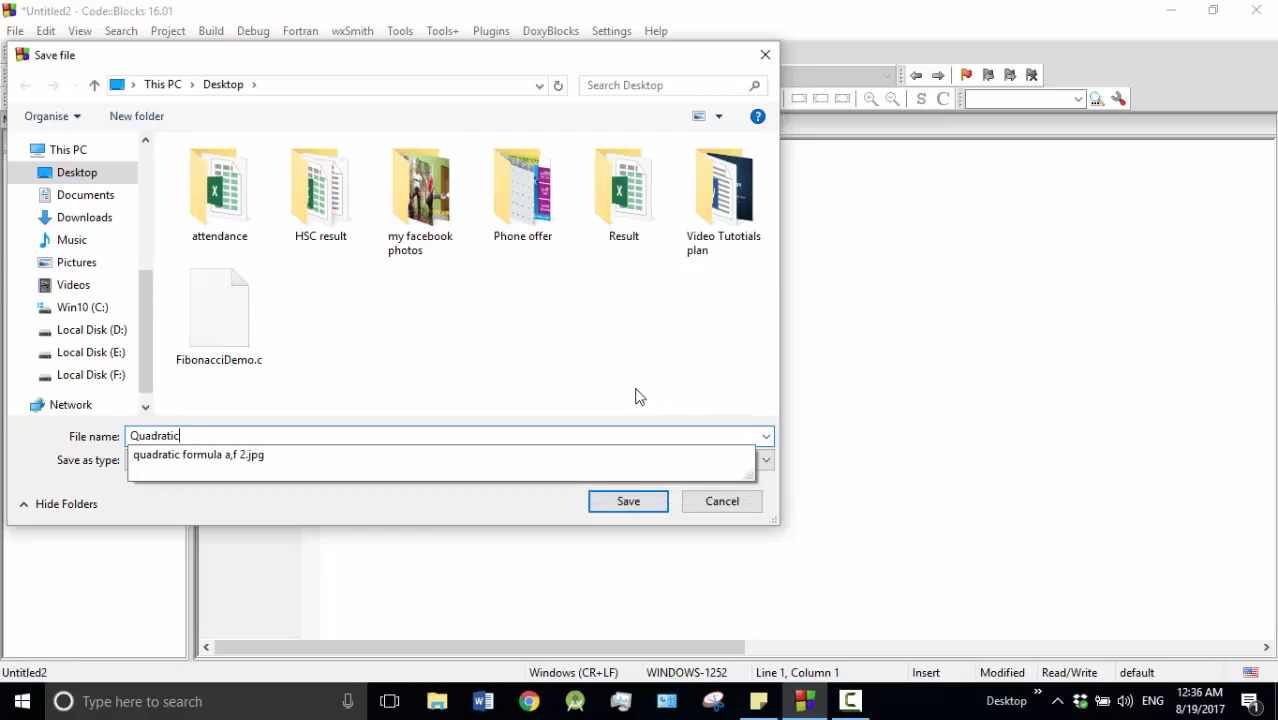 *Untitled2 - Code::Blocks 16.01
File Edit View Search Project Build Debug Fortran wxSmith Tools Tools+ Plugins DoxyBlocks Settings Help
Save file
This PC > Desktop >
Search Desktop
Organise
New folder
This PC
Desktop
Documents
Downloads
Music
Pictures
Videos
Win10 (C:)
Local Disk (D:)
Local Disk (E:)
Local Disk (F:)
Network
attendance
HSC result
my facebook
photos
Phone offer
Result
Video Tutotials
plan
FibonacciDemo.c
File name: Quadratic
quadratic formula a,f 2.jpg
Save as type:
Hide Folders
Save
Cancel
S C
Untitled2
Windows (CR+LF)
WINDOWS-1252
Line 1, Column 1
Insert
Modified
Read/Write
default
Type here to search
Desktop
ENG
12:36 AM
8/19/2017
1